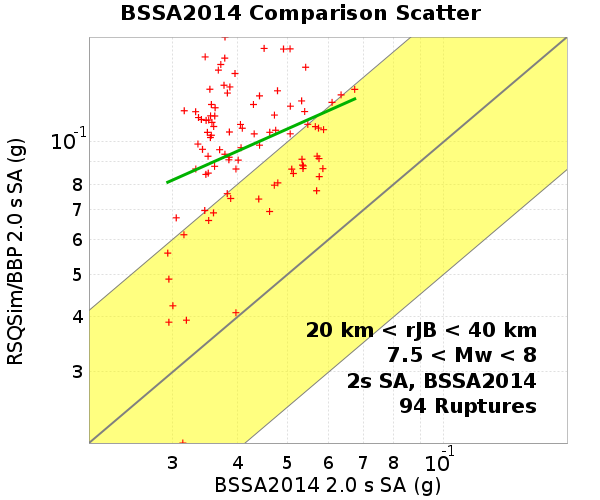 BSSA2014 Comparison Scatter
RSQSim/BBP 2.0 s SA (g)
10-1
8
7
6
5
4
3
20 km < rJB < 40 km
7.5 < Mw < 8
2s SA, BSSA2014
94 Ruptures
3 4 5 6 7 8 10-1
BSSA2014 2.0 s SA (g)